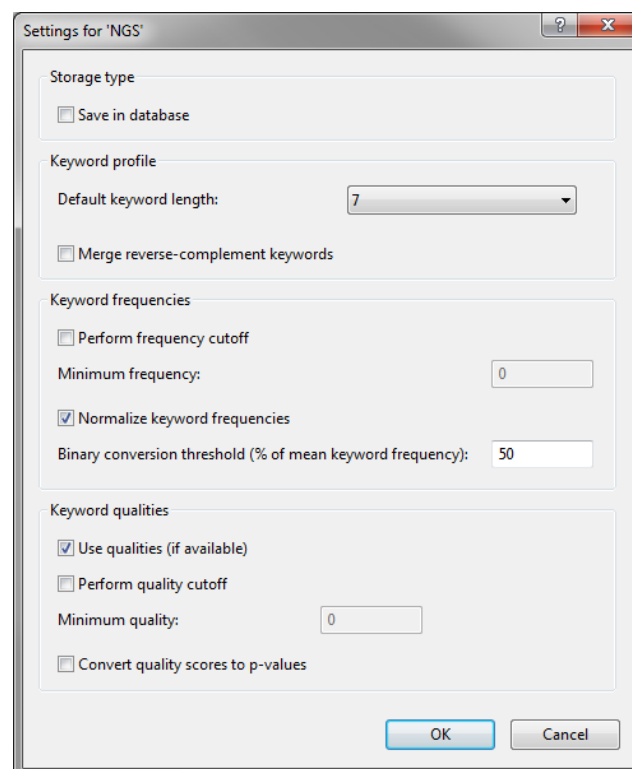 Settings for 'NGS'
?
Storage type
Save in database
Keyword profile
Default keyword length: 7
Merge reverse-complement keywords
Keyword frequencies
Perform frequency cutoff
Minimum frequency: 0
Normalize keyword frequencies
Binary conversion threshold (% of mean keyword frequency): 50
Keyword qualities
Use qualities (if available)
Perform quality cutoff
Minimum quality: 0
Convert quality scores to p-values
OK Cancel